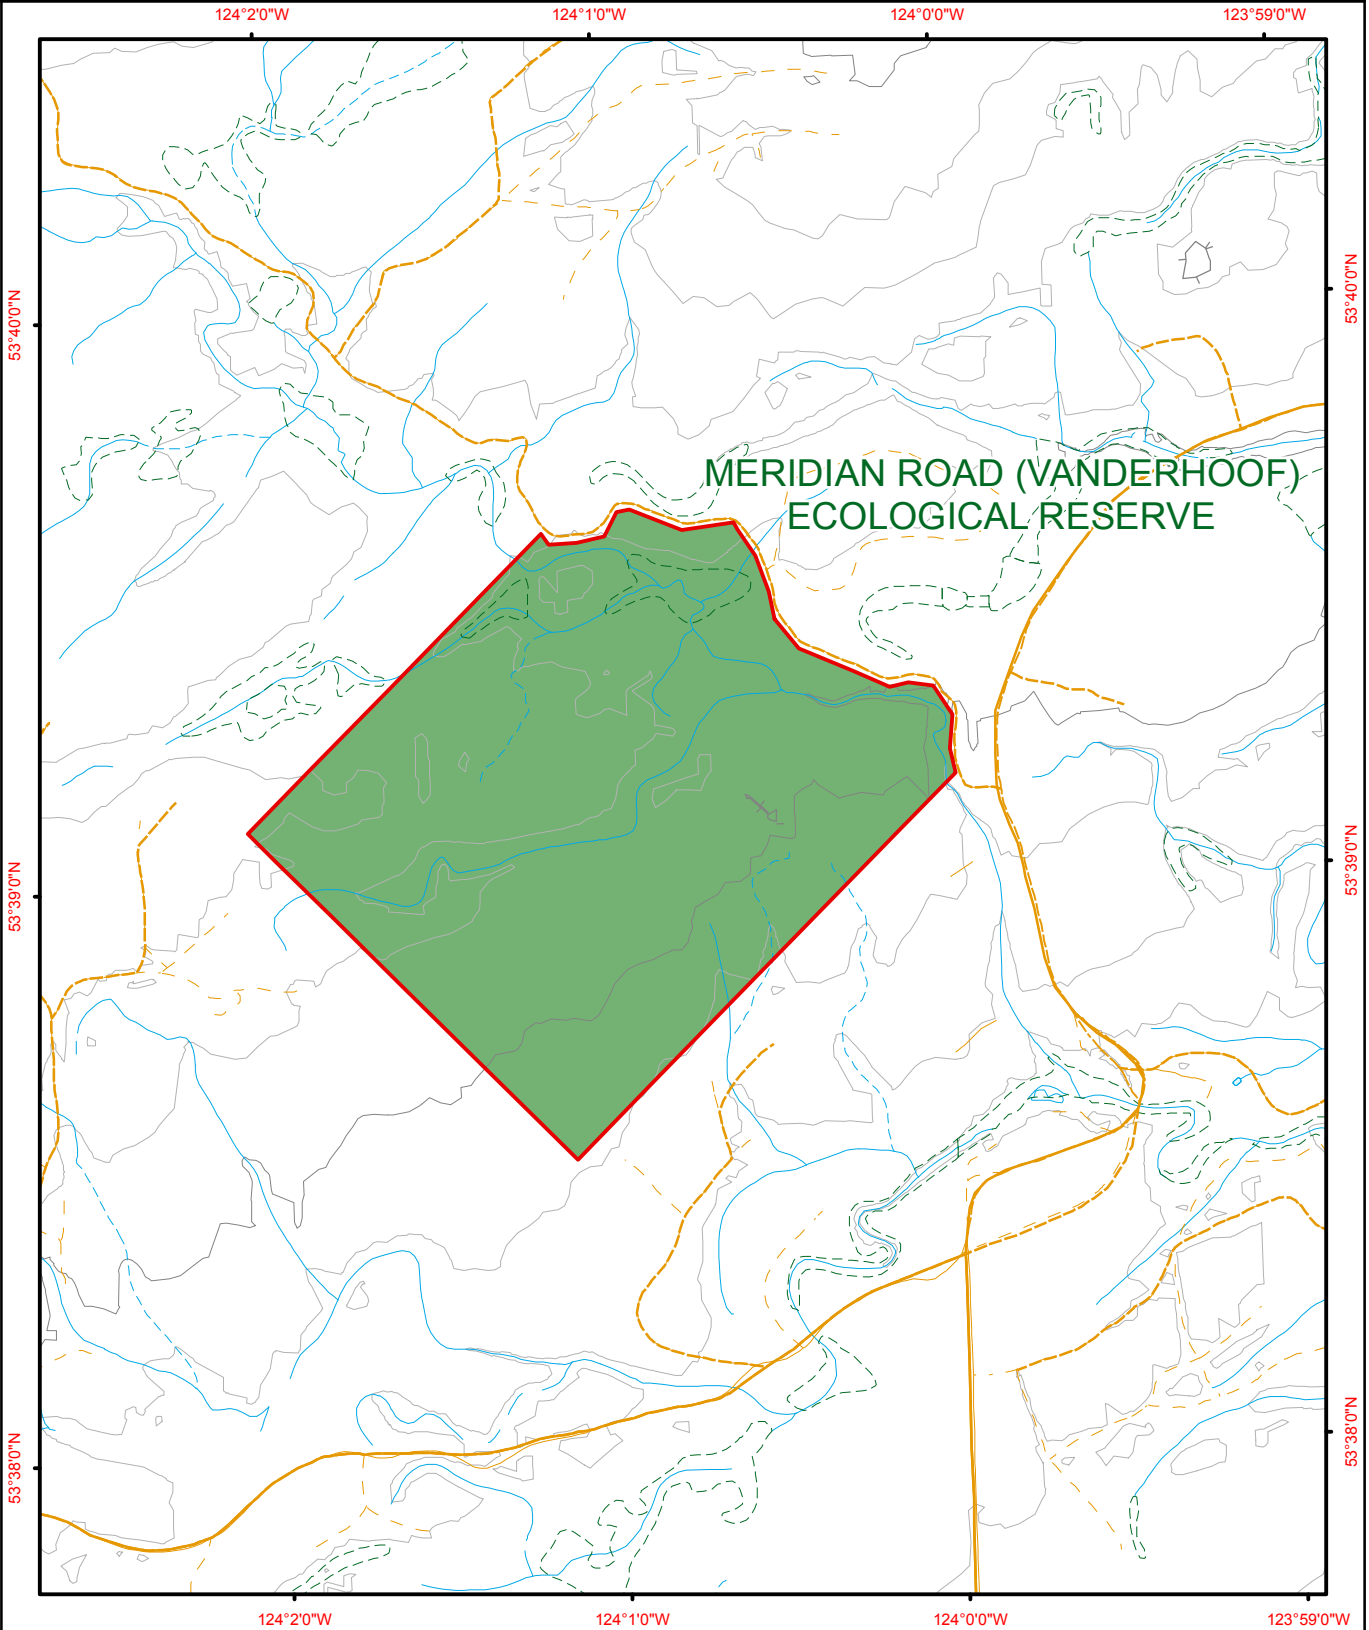 124°2'0"W 124°1'0"W 124°0'0"W 123°59'0"W
53°40'0"N 53°40'0"N
MERIDIAN ROAD (VANDERHOOF)
ECOLOGICAL RESERVE
53°39'0"N 53°39'0"N
53°38'0"N 53°38'0"N
124°2'0"W 124°1'0"W 124°0'0"W 123°59'0"W